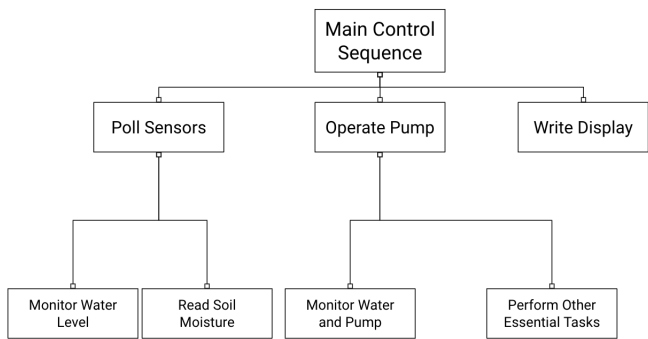 Main Control
Sequence
Poll Sensors
Operate Pump
Write Display
Monitor Water
Level
Read Soil
Moisture
Monitor Water
and Pump
Perform Other
Essential Tasks